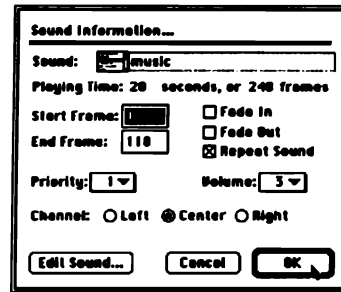 Sound Information...
Sound: music
Playing Time: 20 seconds, or 240 frames
Start Frame:
End Frame: 110
Fade In
Fade Out
Repeat Sound
Priority: 1
Volume: 3
Channel: Left Center Right
Edit Sound... Cancel OK